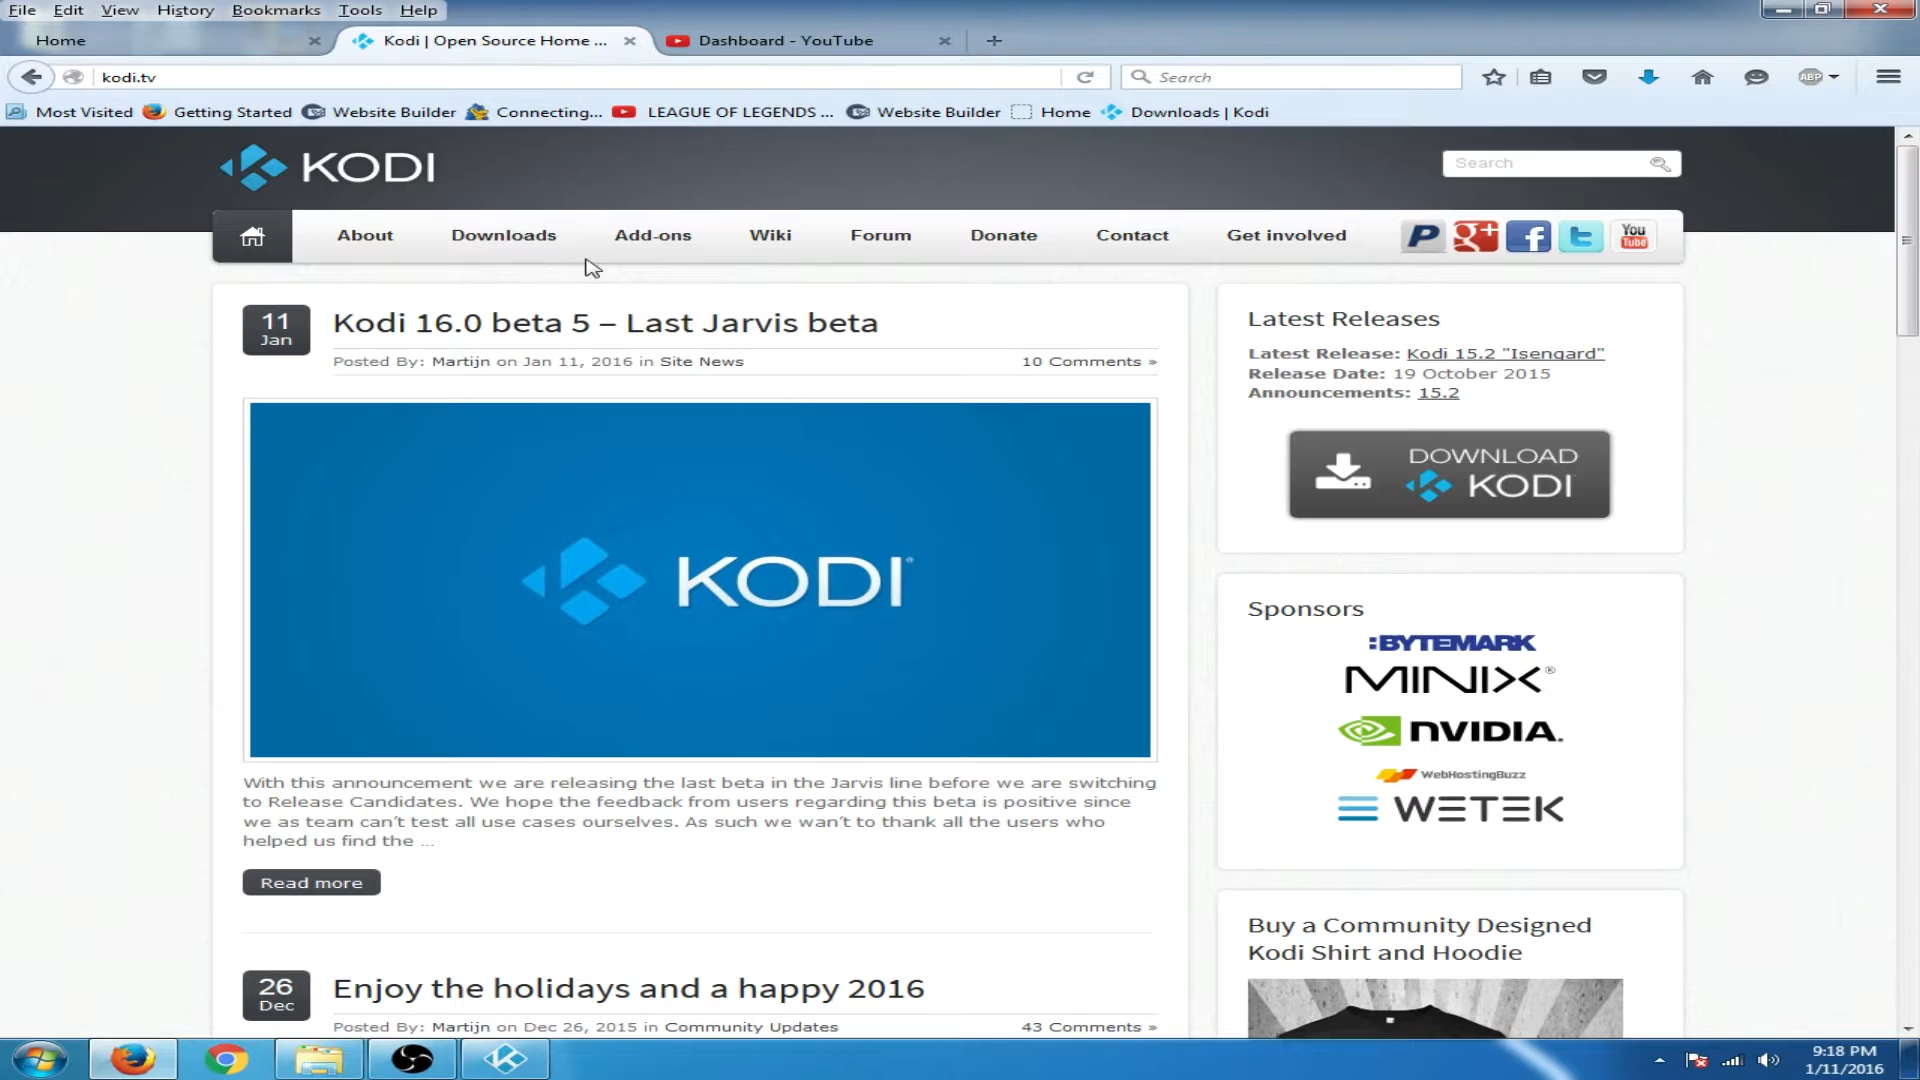 File Edit View History Bookmarks Tools Help
Home
Kodi | Open Source Home ...
Dashboard - YouTube
kodi.tv
Search
ABP
Most Visited Getting Started Website Builder Connecting... LEAGUE OF LEGENDS ... Website Builder Home Downloads | Kodi
KODI
Search
About Downloads Add-ons Wiki Forum Donate Contact Get involved
P g+ f t You Tube
11
Jan
Kodi 16.0 beta 5 – Last Jarvis beta
Posted By: Martijn on Jan 11, 2016 in Site News
10 Comments »
KODI®
With this announcement we are releasing the last beta in the Jarvis line before we are switching
to Release Candidates. We hope the feedback from users regarding this beta is positive since
we as team can’t test all use cases ourselves. As such we wan’t to thank all the users who
helped us find the ...
Read more
26
Dec
Enjoy the holidays and a happy 2016
Posted By: Martijn on Dec 26, 2015 in Community Updates
43 Comments »
Latest Releases
Latest Release: Kodi 15.2 "Isengard"
Release Date: 19 October 2015
Announcements: 15.2
DOWNLOAD
KODI
Sponsors
:BYTEMARK
MINIX®
NVIDIA.
WebHostingBuzz
WETEK
Buy a Community Designed
Kodi Shirt and Hoodie
9:18 PM
1/11/2016